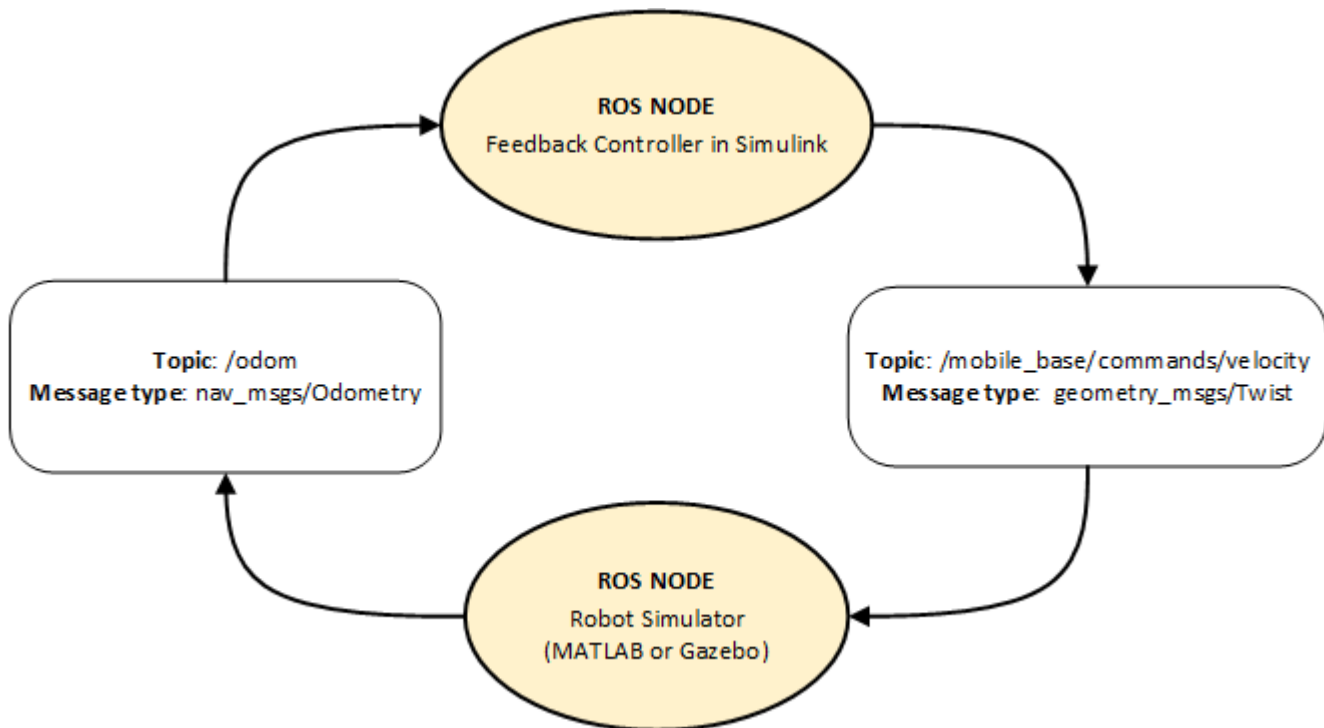 ROS NODE
Feedback Controller in Simulink
Topic: /odom
Message type: nav_msgs/Odometry
Topic: /mobile_base/commands/velocity
Message type: geometry_msgs/Twist
ROS NODE
Robot Simulator
(MATLAB or Gazebo)